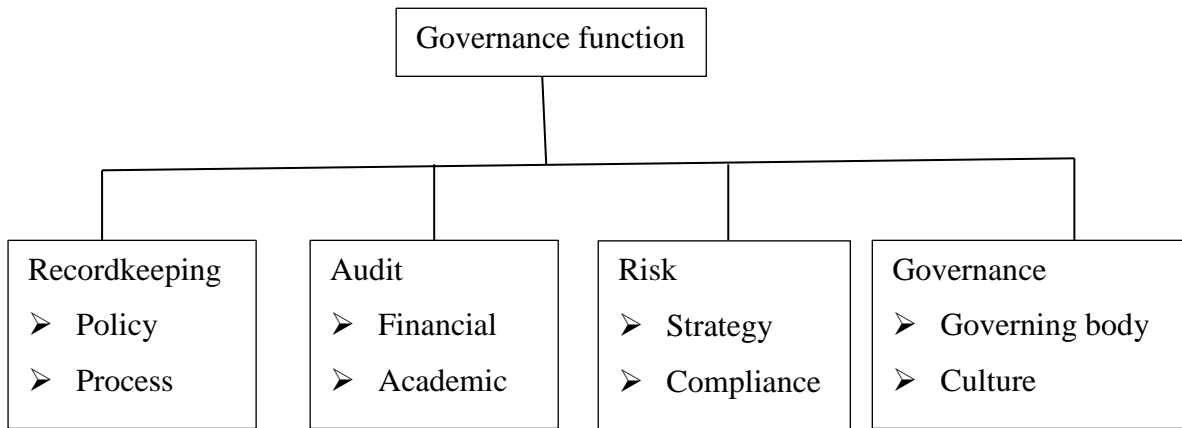 Governance function
Recordkeeping
➢ Policy
➢ Process
Audit
➢ Financial
➢ Academic
Risk
➢ Strategy
➢ Compliance
Governance
➢ Governing body
➢ Culture